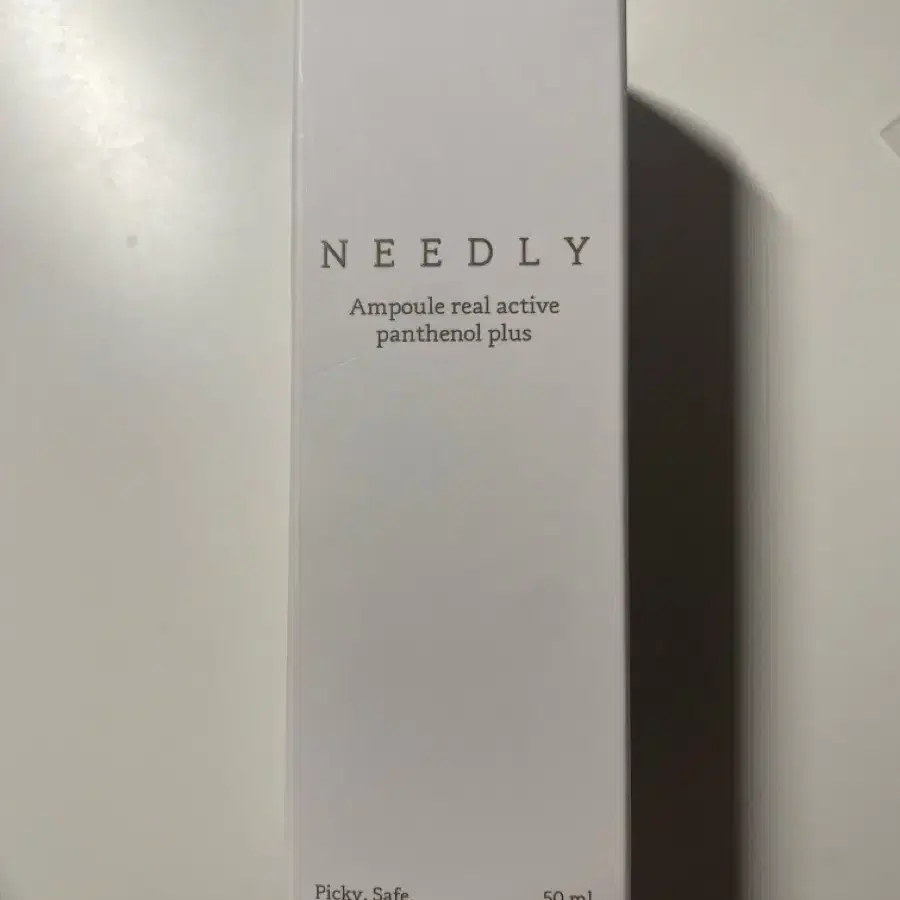 NEEDLY
Ampoule real active
panthenol plus
Picky, Safe
50 ml